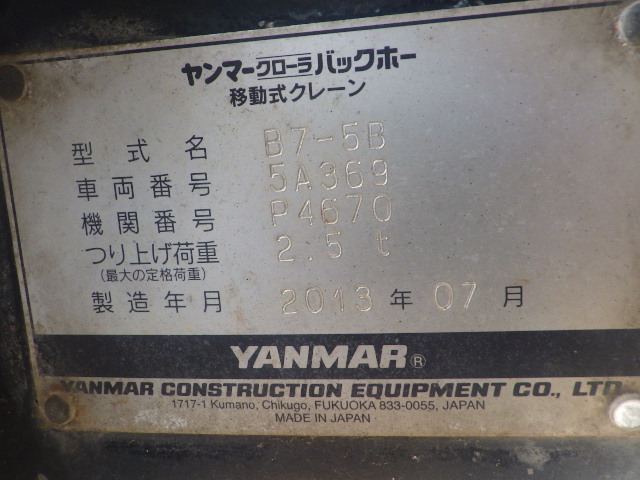 ヤンマークローラバックホー
移動式クレーン
型式名 B7-5B
車両番号 5A369
機関番号 P4670
つり上げ荷重 2.5 t
(最大の定格荷重)
製造年月 2013 年 07 月
YANMAR®
YANMAR CONSTRUCTION EQUIPMENT CO., LTD
1717-1 Kumano, Chikugo, FUKUOKA 833-0055, JAPAN
MADE IN JAPAN